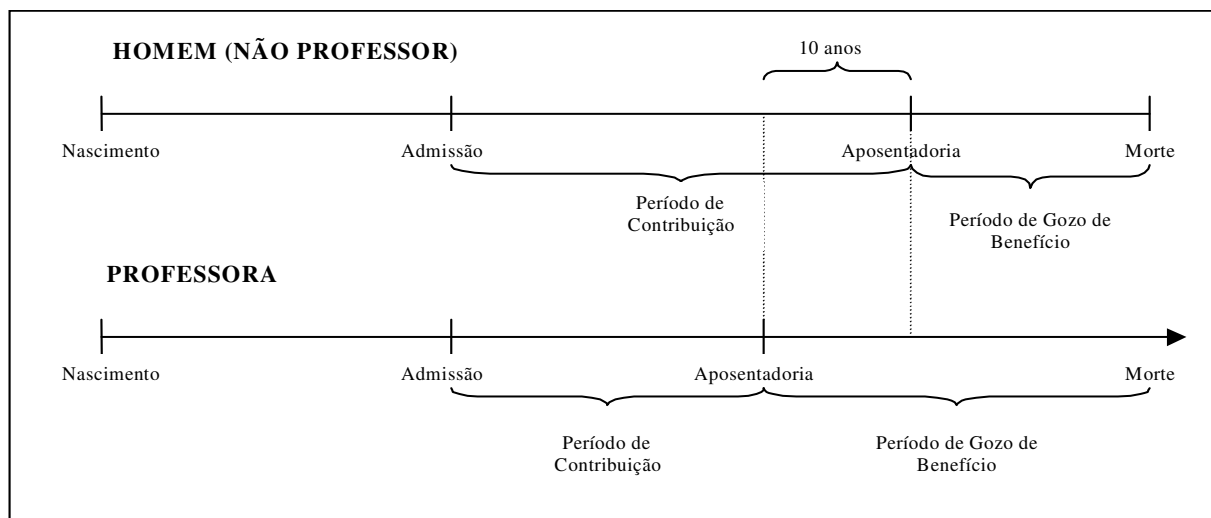 10 anos
HOMEM (NÃO PROFESSOR)
Nascimento Admissão Aposentadoria Morte
Período de
Contribuição
Período de Gozo de
Benefício
PROFESSORA
Nascimento Admissão Aposentadoria Morte
Período de
Contribuição
Período de Gozo de
Benefício